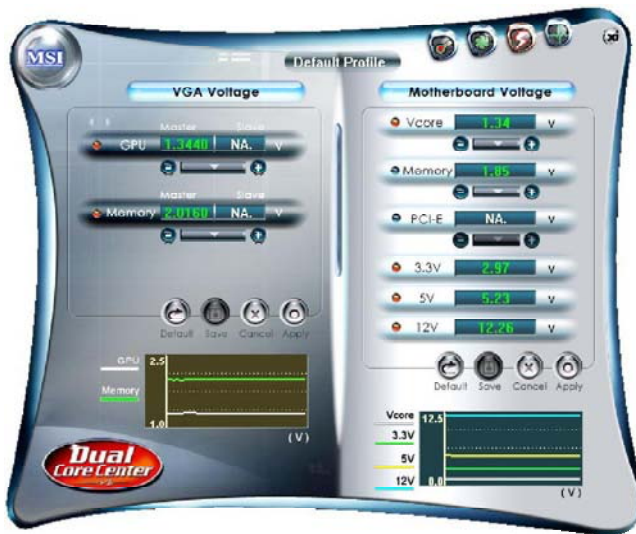 MSI
Default Profile
VGA Voltage
Master Slave
GPU 1.3440 NA. V
Master Slave
Memory 2.0160 NA. V
Default Save Cancel Apply
GPU
Memory
2.5
1.0
(V)
Dual
Core Center
Motherboard Voltage
Vcore 1.34 V
Memory 1.85 V
PCI-E NA. V
3.3V 2.97 V
5V 5.23 V
12V 12.26 V
Default Save Cancel Apply
Vcore
3.3V
5V
12V
12.5
0.0
(V)